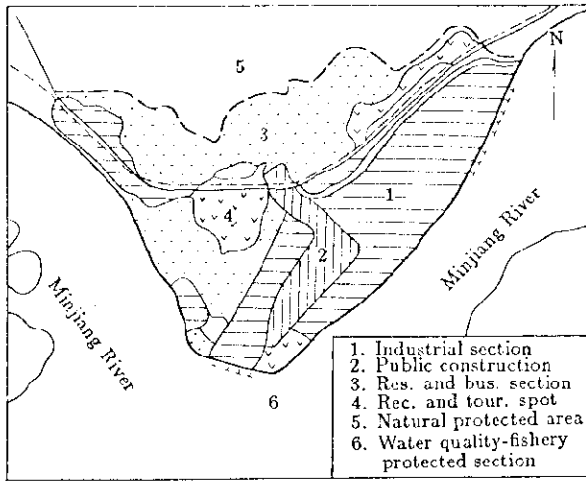 N
5
3
1
4
2
Minjiang River
Minjiang River
6
1. Industrial section
2. Public construction
3. Res. and bus. section
4. Rec. and tour. spot
5. Natural protected area
6. Water quality-fishery
protected section